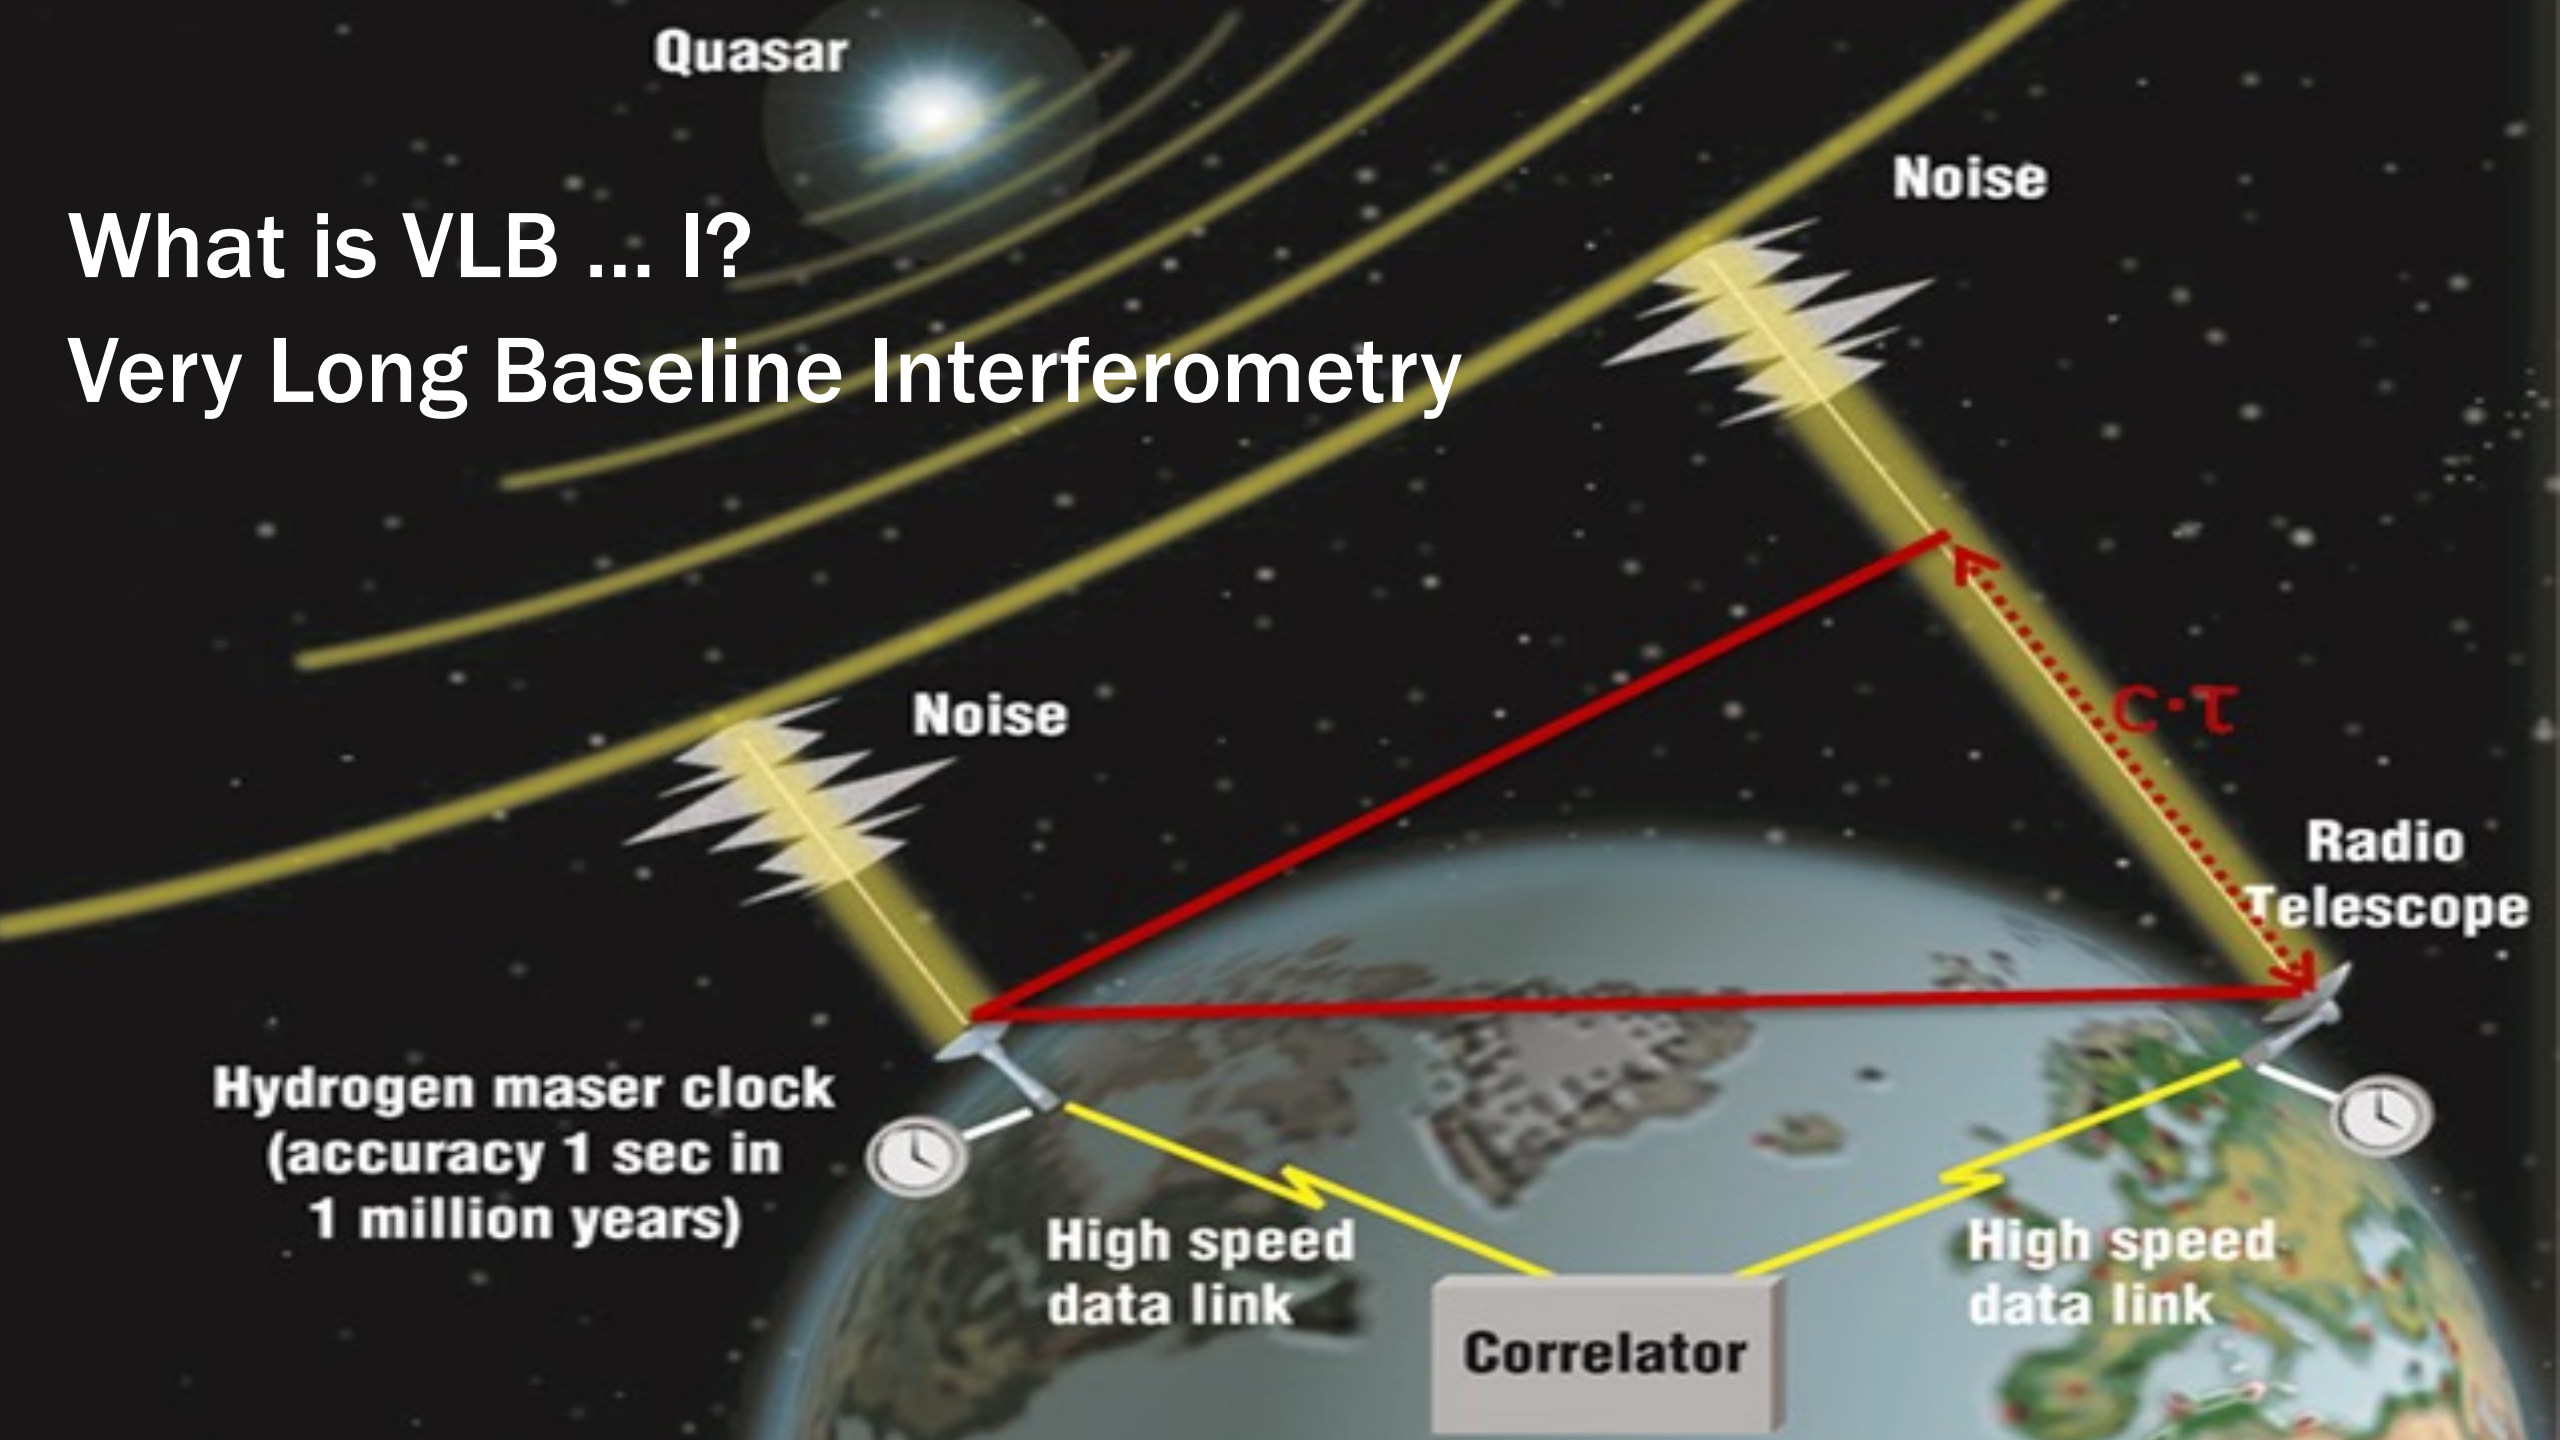 Quasar
Noise
What is VLB ... I?
Very Long Baseline Interferometry
Noise
c·τ
Radio
Telescope
Hydrogen maser clock
(accuracy 1 sec in
1 million years)
High speed
data link
High speed
data link
Correlator